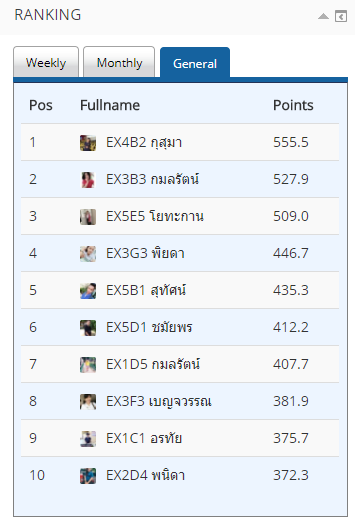 RANKING
Weekly Monthly General
Pos Fullname Points
1 EX4B2 กุสุมา 555.5
2 EX3B3 กมลรัตน์ 527.9
3 EX5E5 โยทะกาน 509.0
4 EX3G3 พิยดา 446.7
5 EX5B1 สุทัศน์ 435.3
6 EX5D1 ชมัยพร 412.2
7 EX1D5 กมลรัตน์ 407.7
8 EX3F3 เบญจวรรณ 381.9
9 EX1C1 อรทัย 375.7
10 EX2D4 พนิดา 372.3